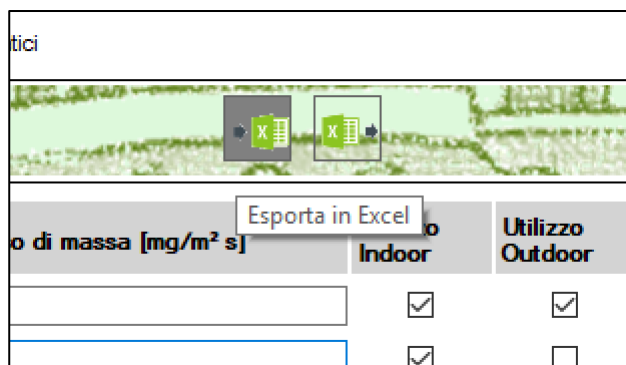 tici
X X
Esporta in Excel
o di massa [mg/m² s]
o
Indoor
Utilizzo
Outdoor